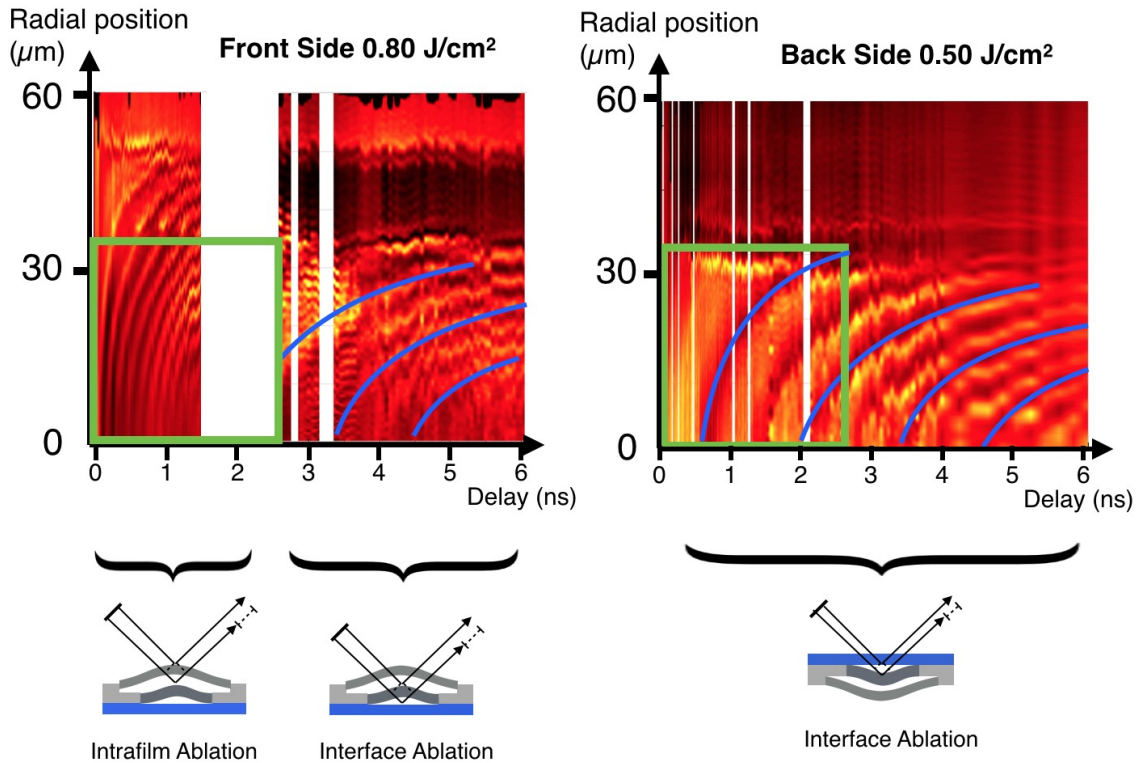 Radial position
(µm)
Front Side 0.80 J/cm²
60
30
0
0 1 2 3 4 5 6
Delay (ns)
Intrafilm Ablation
Interface Ablation
Radial position
(µm)
Back Side 0.50 J/cm²
60
30
0
0 1 2 3 4 5 6
Delay (ns)
Interface Ablation